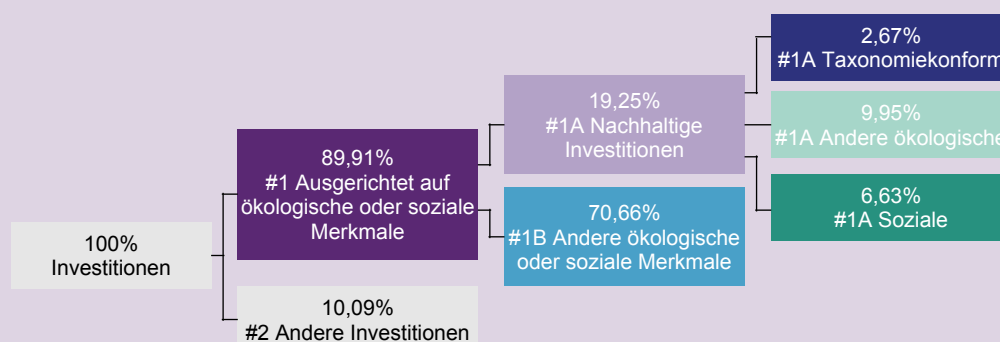 100%
Investitionen
89,91%
#1 Ausgerichtet auf
ökologische oder soziale
Merkmale
10,09%
#2 Andere Investitionen
19,25%
#1A Nachhaltige
Investitionen
70,66%
#1B Andere ökologische
oder soziale Merkmale
2,67%
#1A Taxonomiekonform
9,95%
#1A Andere ökologische
6,63%
#1A Soziale